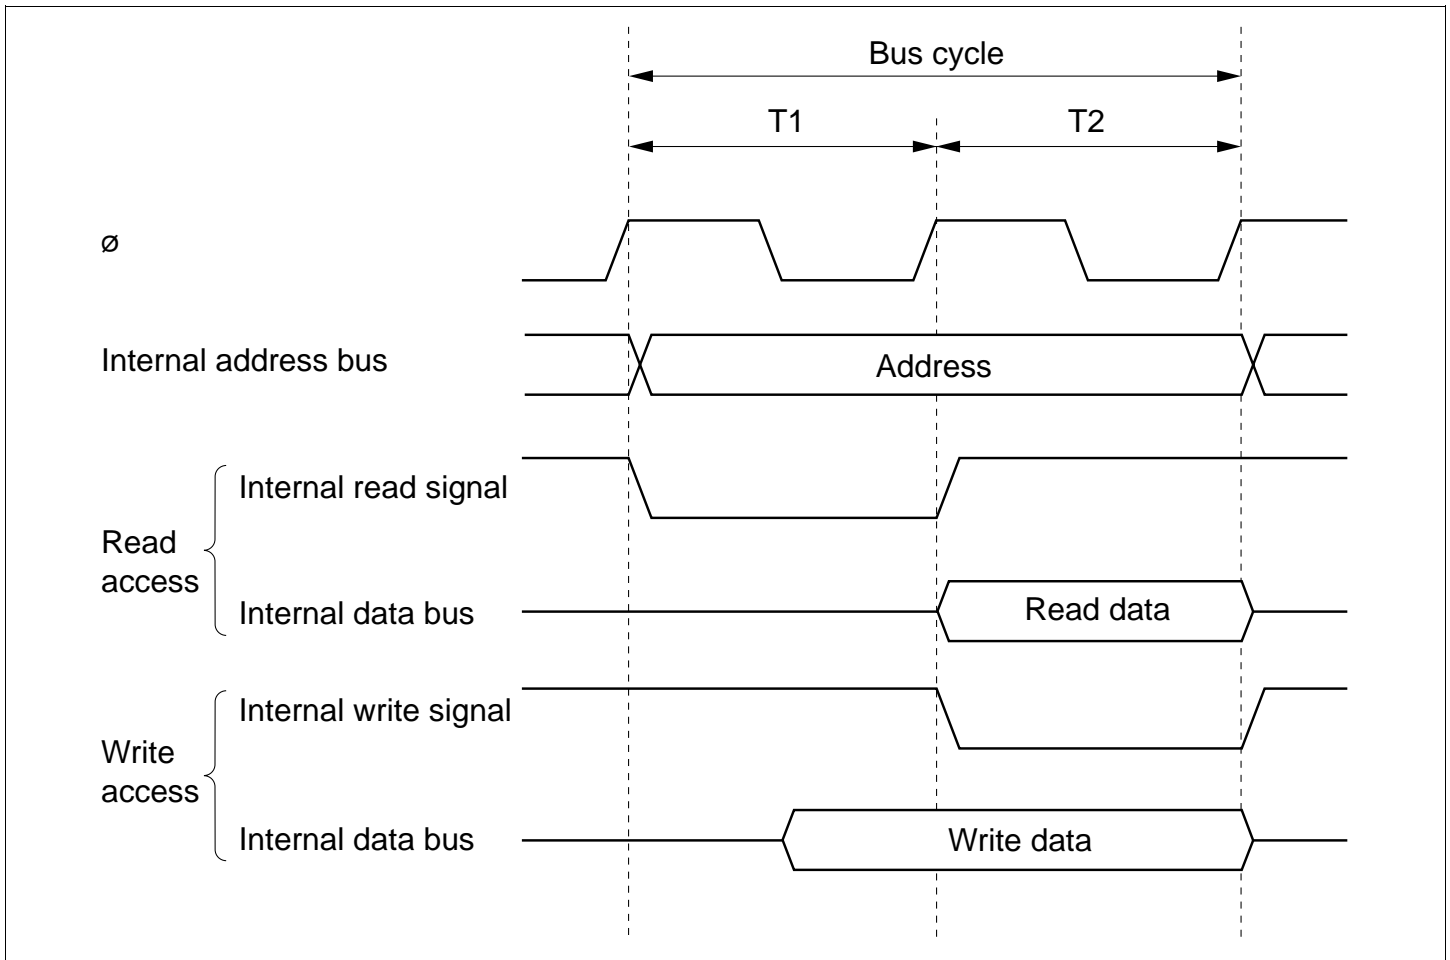 Bus cycle
T1
T2
ø
Internal address bus
Address
Internal read signal
Read
access
Internal data bus
Read data
Internal write signal
Write
access
Internal data bus
Write data